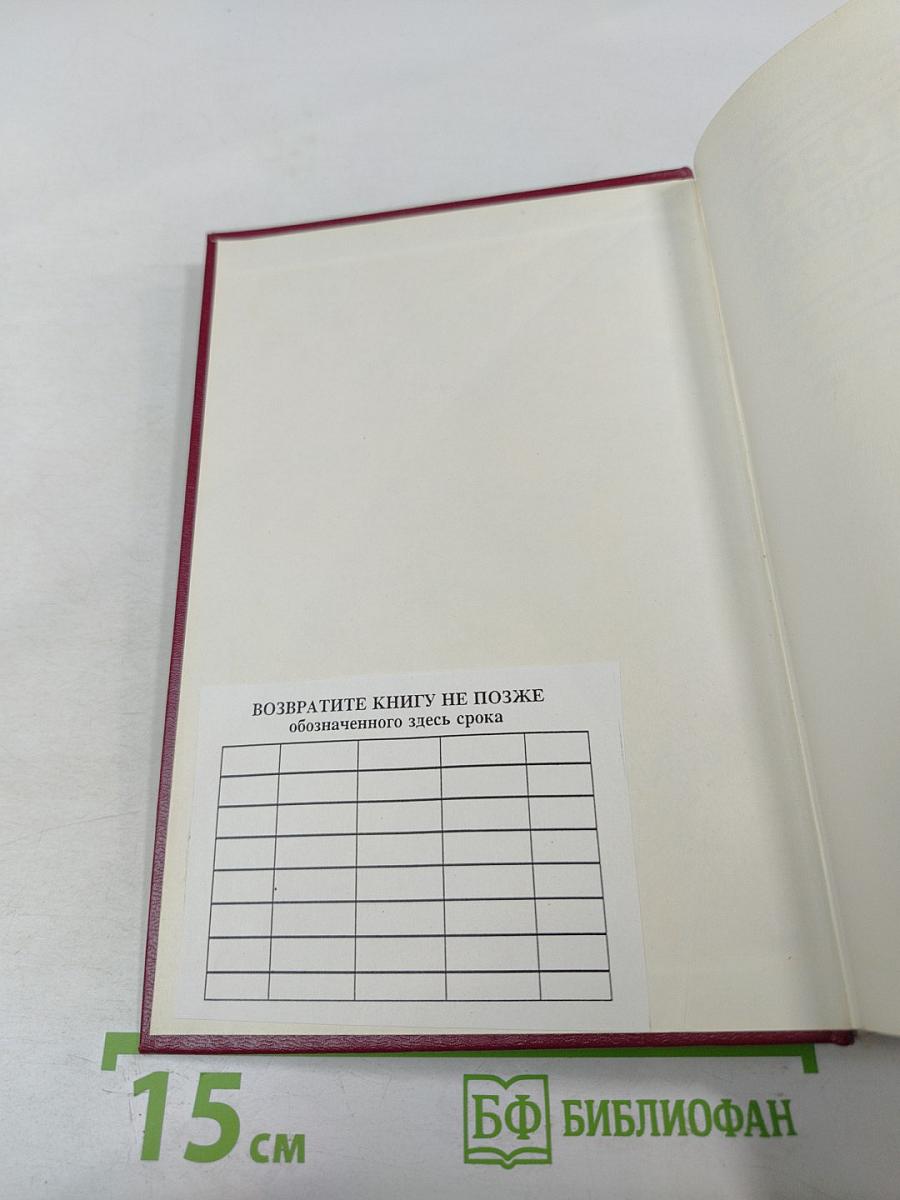 ВОЗВРАТИТЕ КНИГУ НЕ ПОЗЖЕ
обозначенного здесь срока
15 см
БФ БИБЛИОФАН